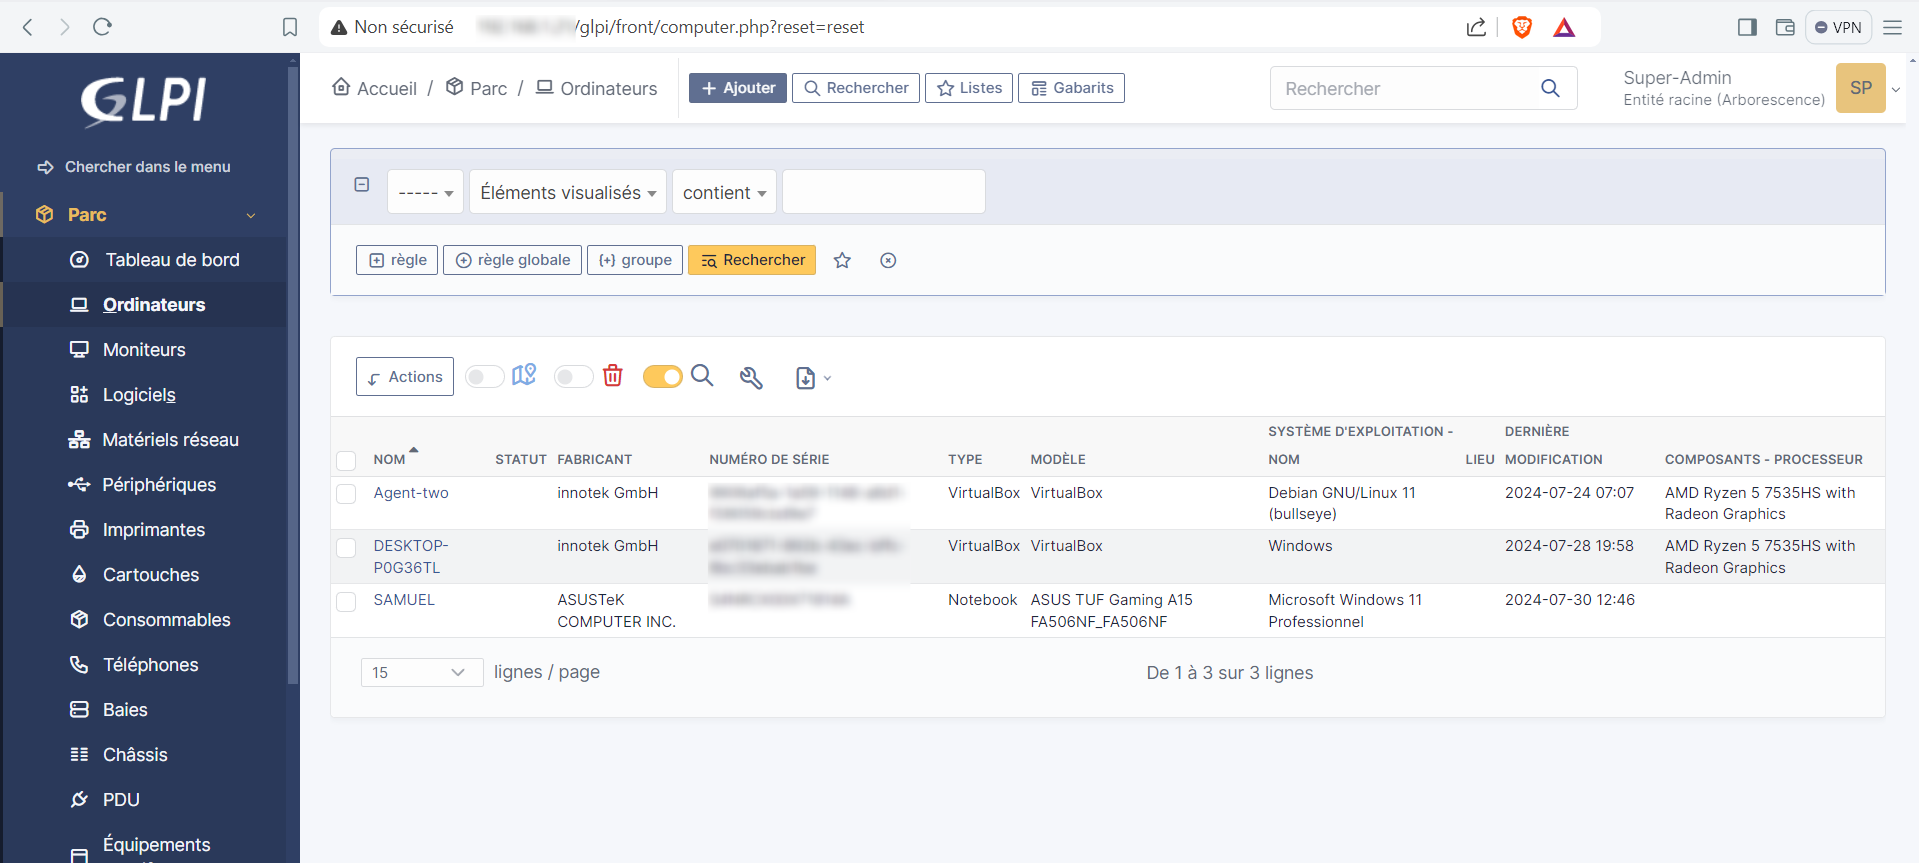 Non sécurisé /glpi/front/computer.php?reset=reset
VPN
GLPI
Chercher dans le menu
Parc
Tableau de bord
Ordinateurs
Moniteurs
Logiciels
Matériels réseau
Périphériques
Imprimantes
Cartouches
Consommables
Téléphones
Baies
Châssis
PDU
Équipements
Accueil / Parc / Ordinateurs
Ajouter
Rechercher
Listes
Gabarits
Rechercher
Super-Admin
Entité racine (Arborescence)
SP
-----
Éléments visualisés
contient
règle
règle globale
{+} groupe
Rechercher
Actions
NOM STATUT FABRICANT NUMÉRO DE SÉRIE TYPE MODÈLE SYSTÈME D'EXPLOITATION - NOM LIEU DERNIÈRE MODIFICATION COMPOSANTS - PROCESSEUR
Agent-two innotek GmbH VirtualBox VirtualBox Debian GNU/Linux 11 (bullseye) 2024-07-24 07:07 AMD Ryzen 5 7535HS with Radeon Graphics
DESKTOP-P0G36TL innotek GmbH VirtualBox VirtualBox Windows 2024-07-28 19:58 AMD Ryzen 5 7535HS with Radeon Graphics
SAMUEL ASUSTeK COMPUTER INC. Notebook ASUS TUF Gaming A15 FA506NF_FA506NF Microsoft Windows 11 Professionnel 2024-07-30 12:46
15 lignes / page
De 1 à 3 sur 3 lignes